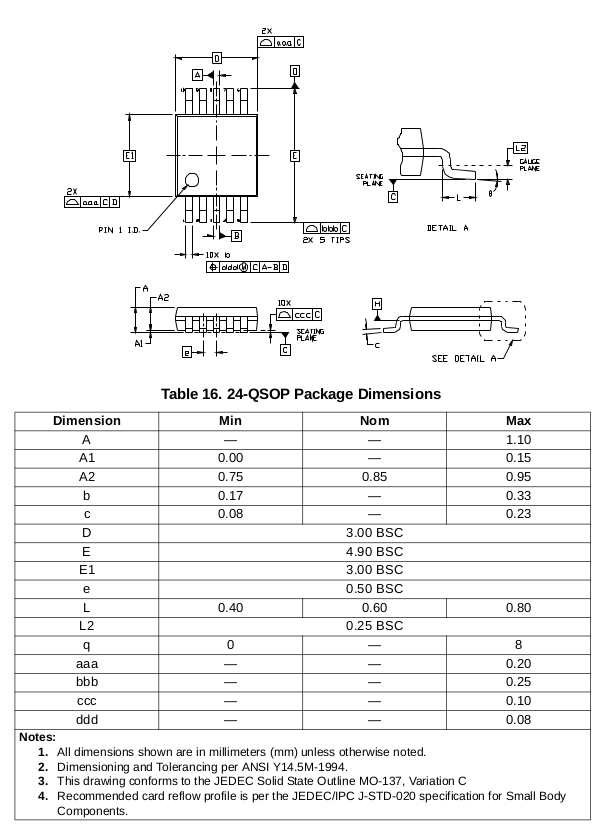 2X
aaa C
D
A
D
E1
E
2X
aaa C D
PIN 1 I.D.
B
bbb C
2X 5 TIPS
10X b
ddd M C A-B D
L2
GAUGE
PLANE
SEATING
PLANE
C
L
θ
DETAIL A
A
A2
A1
e
10X
ccc C
SEATING
PLANE
C
H
c
SEE DETAIL A
Table 16. 24-QSOP Package Dimensions
Dimension Min Nom Max
A — — 1.10
A1 0.00 — 0.15
A2 0.75 0.85 0.95
b 0.17 — 0.33
c 0.08 — 0.23
D 3.00 BSC
E 4.90 BSC
E1 3.00 BSC
e 0.50 BSC
L 0.40 0.60 0.80
L2 0.25 BSC
q 0 — 8
aaa — — 0.20
bbb — — 0.25
ccc — — 0.10
ddd — — 0.08
Notes:
1. All dimensions shown are in millimeters (mm) unless otherwise noted.
2. Dimensioning and Tolerancing per ANSI Y14.5M-1994.
3. This drawing conforms to the JEDEC Solid State Outline MO-137, Variation C
4. Recommended card reflow profile is per the JEDEC/IPC J-STD-020 specification for Small Body
Components.